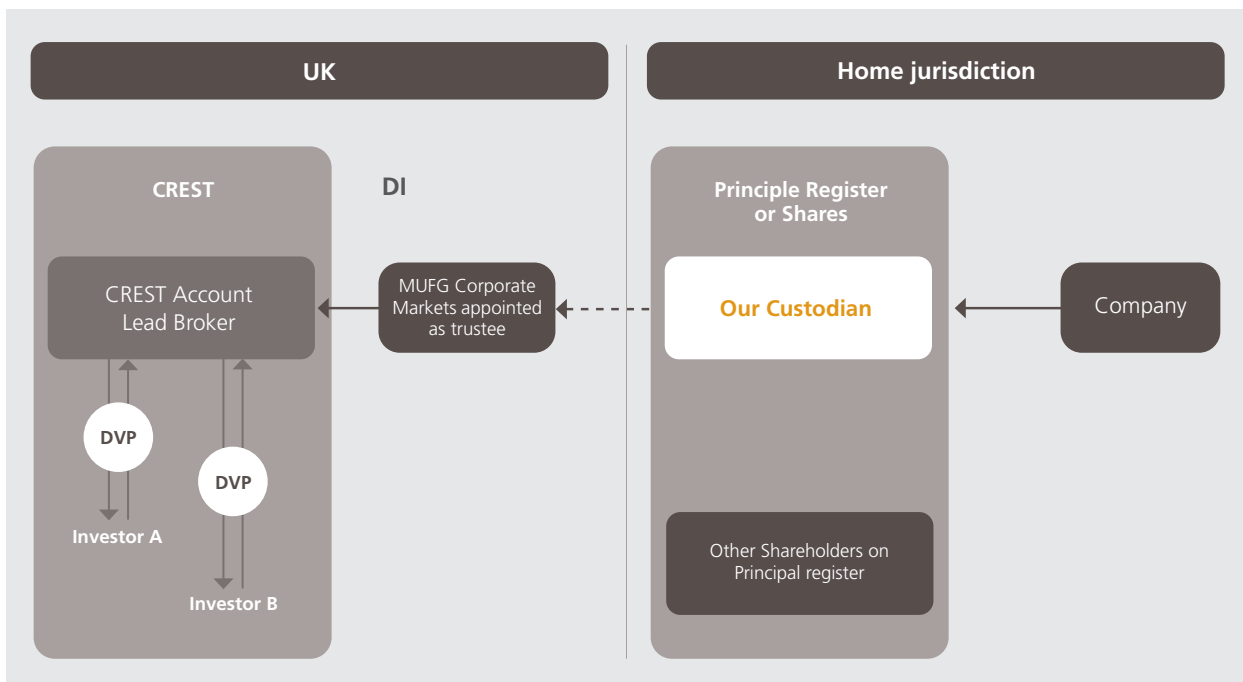 UK
Home jurisdiction
CREST
DI
Principle Register
or Shares
CREST Account
Lead Broker
MUFG Corporate
Markets appointed
as trustee
Our Custodian
Company
DVP
DVP
Investor A
Investor B
Other Shareholders on
Principal register